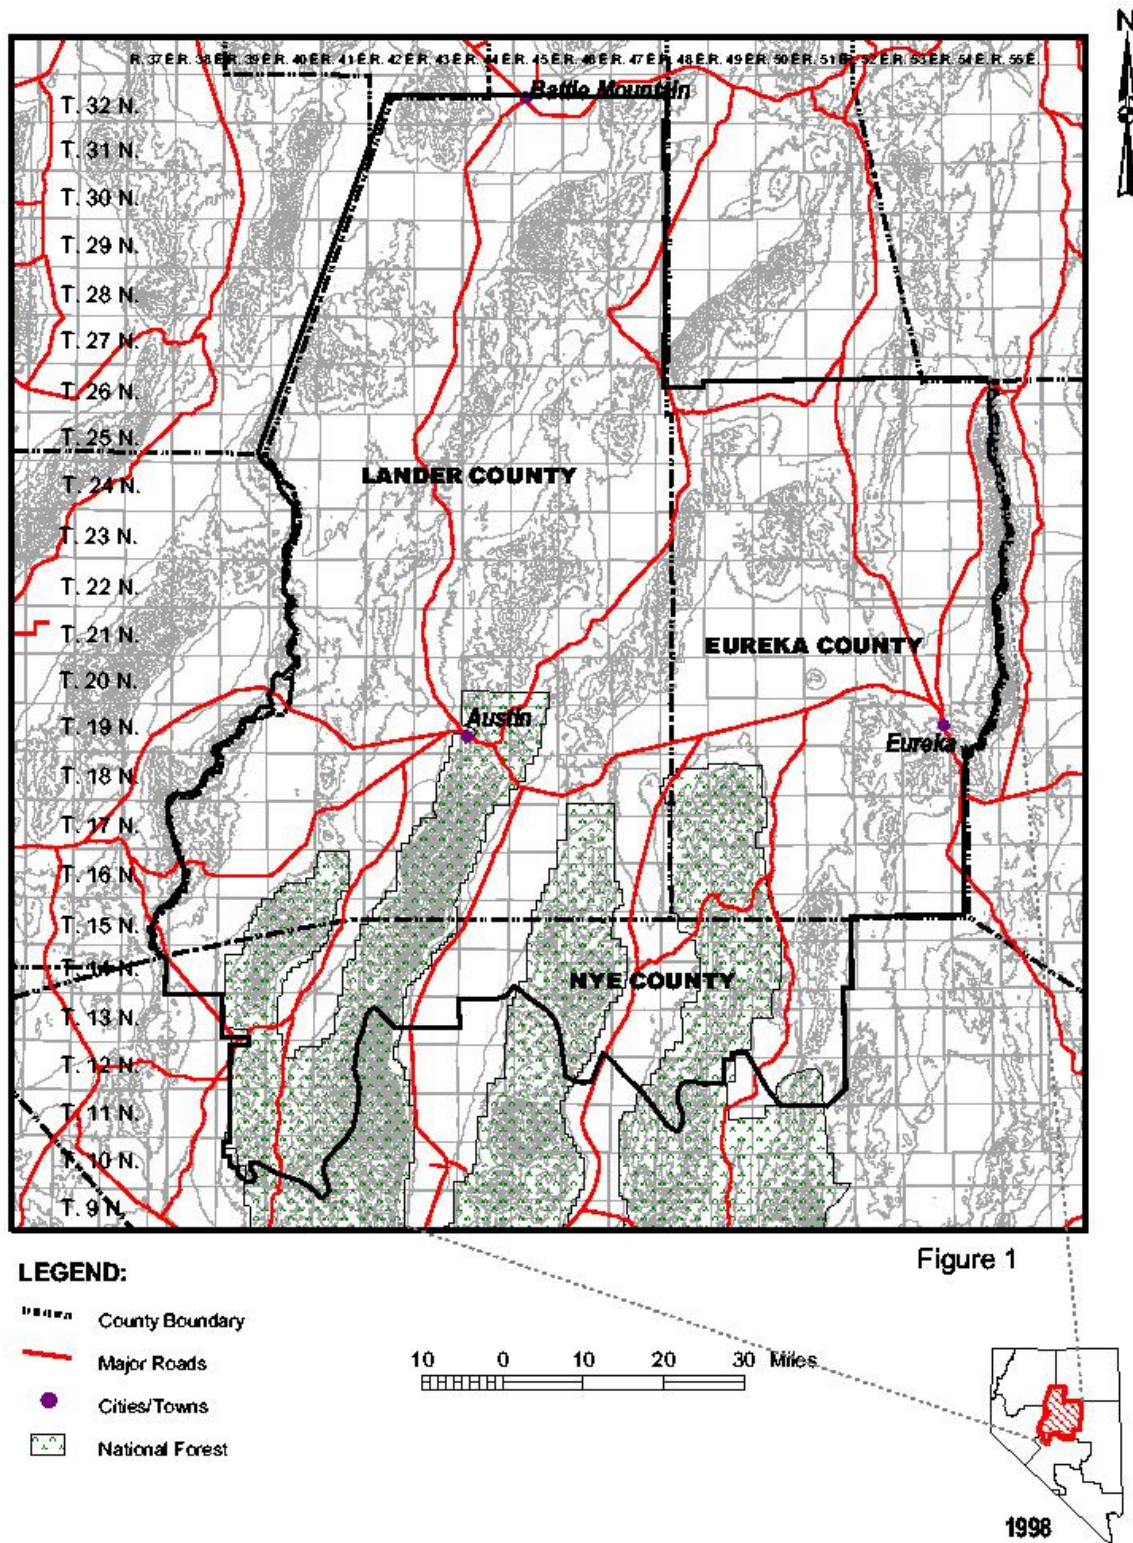 N
R. 37 E.R. 38 E.R. 39 E.R. 40 E.R. 41 E.R. 42 E.R. 43 E.R. 44 E.R. 45 E.R. 46 E.R. 47 E.R. 48 E.R. 49 E.R. 50 E.R. 51 E.R. 52 E.R. 53 E.R. 54 E.R. 55 E.
Battle Mountain
T. 32 N.
T. 31 N.
T. 30 N.
T. 29 N.
T. 28 N.
T. 27 N.
T. 26 N.
T. 25 N.
LANDER COUNTY
T. 24 N.
T. 23 N.
T. 22 N.
T. 21 N.
EUREKA COUNTY
T. 20 N.
Austin
T. 19 N.
Eureka
T. 18 N.
T. 17 N.
T. 16 N.
T. 15 N.
T. 14 N.
NYE COUNTY
T. 13 N.
T. 12 N.
T. 11 N.
T. 10 N.
T. 9 N.
Figure 1
LEGEND:
County Boundary
Major Roads
Cities/Towns
National Forest
10 0 10 20 30 Miles
1998